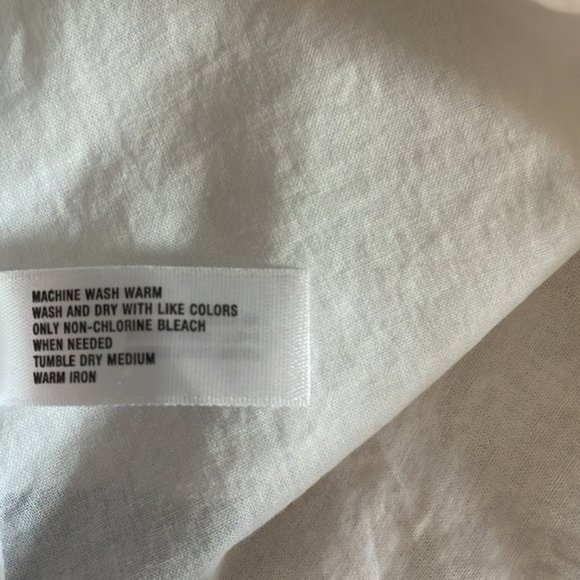 MACHINE WASH WARM
WASH AND DRY WITH LIKE COLORS
ONLY NON-CHLORINE BLEACH
WHEN NEEDED
TUMBLE DRY MEDIUM
WARM IRON